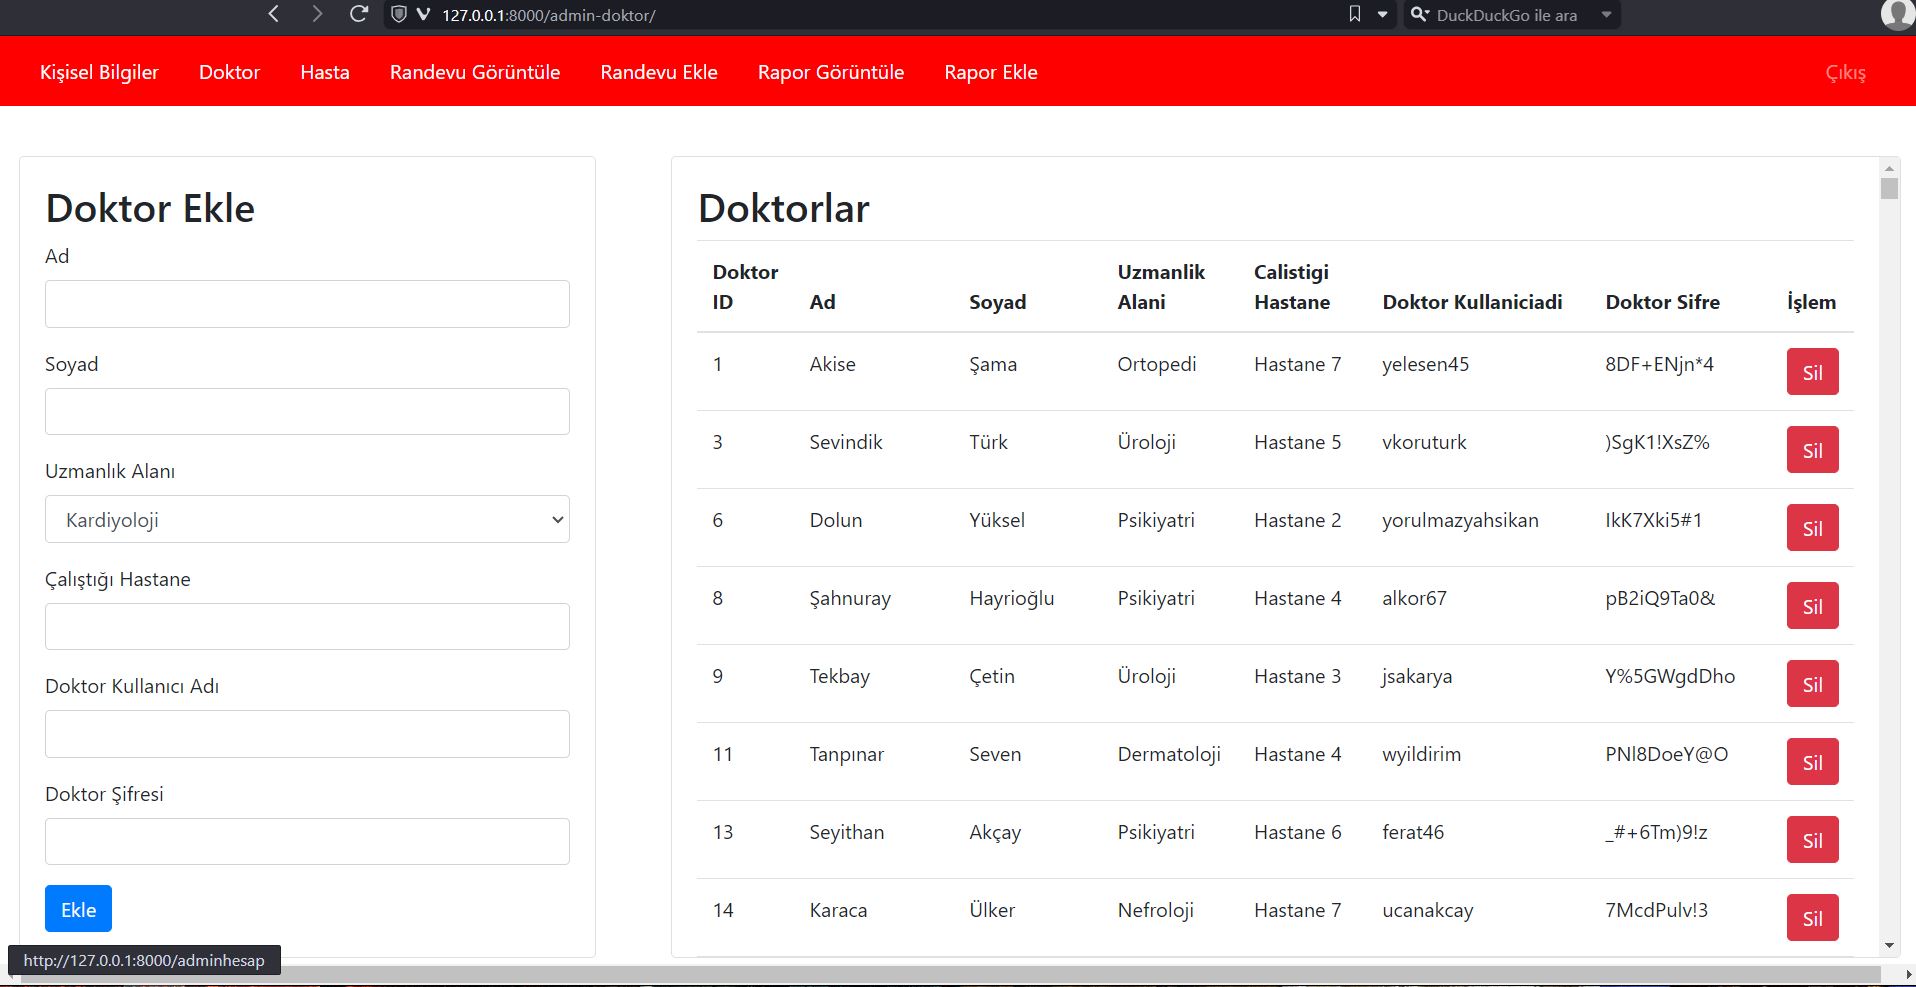 127.0.0.1:8000/admin-doktor/
DuckDuckGo ile ara
Kişisel Bilgiler Doktor Hasta Randevu Görüntüle Randevu Ekle Rapor Görüntüle Rapor Ekle Çıkış
Doktor Ekle
Ad
Soyad
Uzmanlık Alanı
Kardiyoloji
Çalıştığı Hastane
Doktor Kullanıcı Adı
Doktor Şifresi
Ekle
Doktorlar
Doktor ID Ad Soyad Uzmanlik Alani Calistigi Hastane Doktor Kullaniciadi Doktor Sifre İşlem
1 Akise Şama Ortopedi Hastane 7 yelesen45 8DF+ENjn*4 Sil
3 Sevindik Türk Üroloji Hastane 5 vkoruturk )SgK1!XsZ% Sil
6 Dolun Yüksel Psikiyatri Hastane 2 yorulmazyahsikan IkK7Xki5#1 Sil
8 Şahnuray Hayrioğlu Psikiyatri Hastane 4 alkor67 pB2iQ9Ta0& Sil
9 Tekbay Çetin Üroloji Hastane 3 jsakarya Y%5GWgdDho Sil
11 Tanpınar Seven Dermatoloji Hastane 4 wyildirim PNl8DoeY@O Sil
13 Seyithan Akçay Psikiyatri Hastane 6 ferat46 _#+6Tm)9!z Sil
14 Karaca Ülker Nefroloji Hastane 7 ucanakcay 7McdPulv!3 Sil
http://127.0.0.1:8000/adminhesap